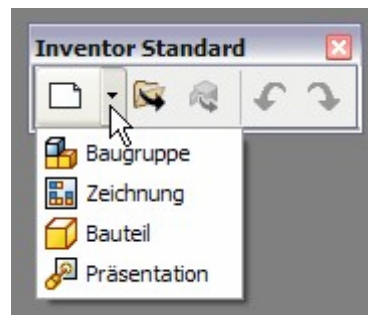 Inventor Standard
Baugruppe
Zeichnung
Bauteil
Präsentation